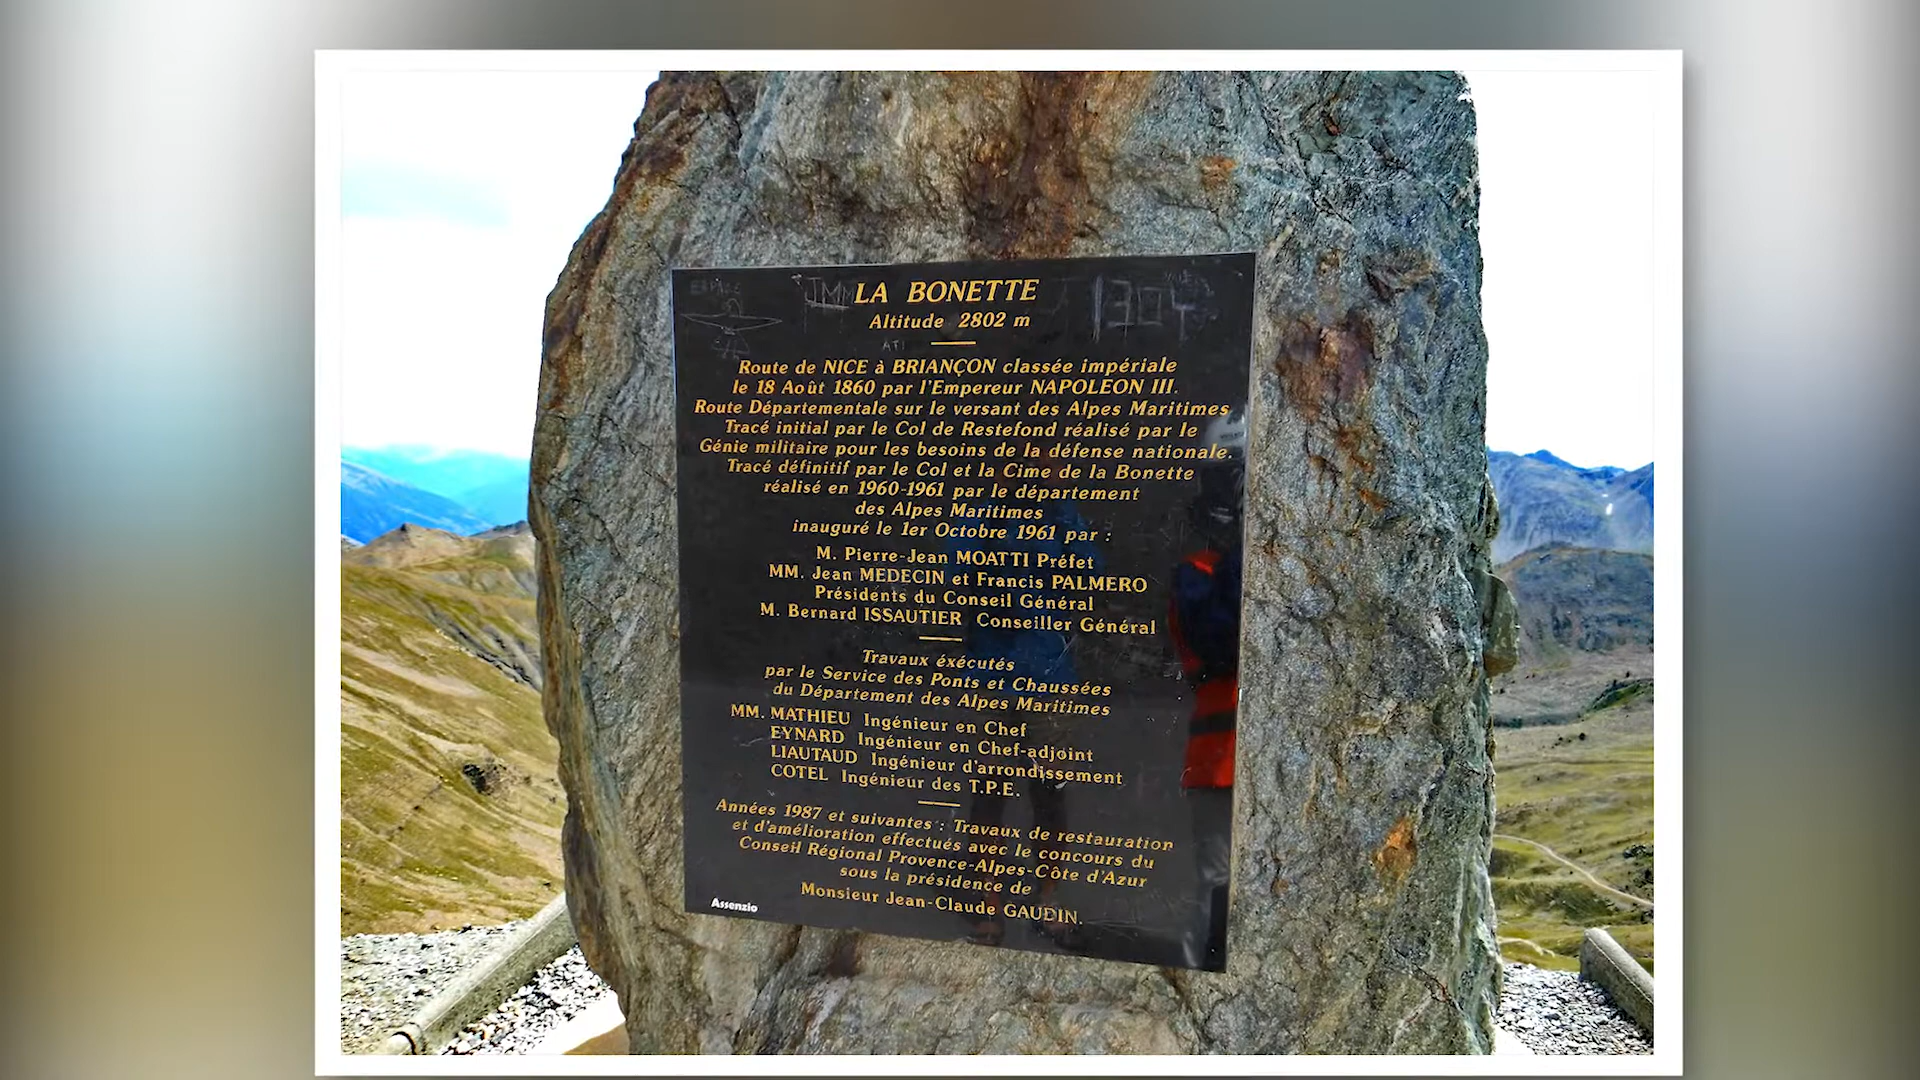 LA BONETTE
Altitude 2802 m
Route de NICE à BRIANÇON classée impériale
le 18 Août 1860 par l'Empereur NAPOLEON III.
Route Départementale sur le versant des Alpes Maritimes
Tracé initial par le Col de Restefond réalisé par le
Génie militaire pour les besoins de la défense nationale.
Tracé définitif par le Col et la Cime de la Bonette
réalisé en 1960-1961 par le département
des Alpes Maritimes
inauguré le 1er Octobre 1961 par :
M. Pierre-Jean MOATTI Préfet
MM. Jean MEDECIN et Francis PALMERO
Présidents du Conseil Général
M. Bernard ISSAUTIER Conseiller Général
Travaux éxécutés
par le Service des Ponts et Chaussées
du Département des Alpes Maritimes
MM. MATHIEU Ingénieur en Chef
EYNARD Ingénieur en Chef-adjoint
LIAUTAUD Ingénieur d'arrondissement
COTEL Ingénieur des T.P.E.
Années 1987 et suivantes : Travaux de restauration
et d'amélioration effectués avec le concours du
Conseil Régional Provence-Alpes-Côte d'Azur
sous la présidence de
Monsieur Jean-Claude GAUDIN.
Assenzio